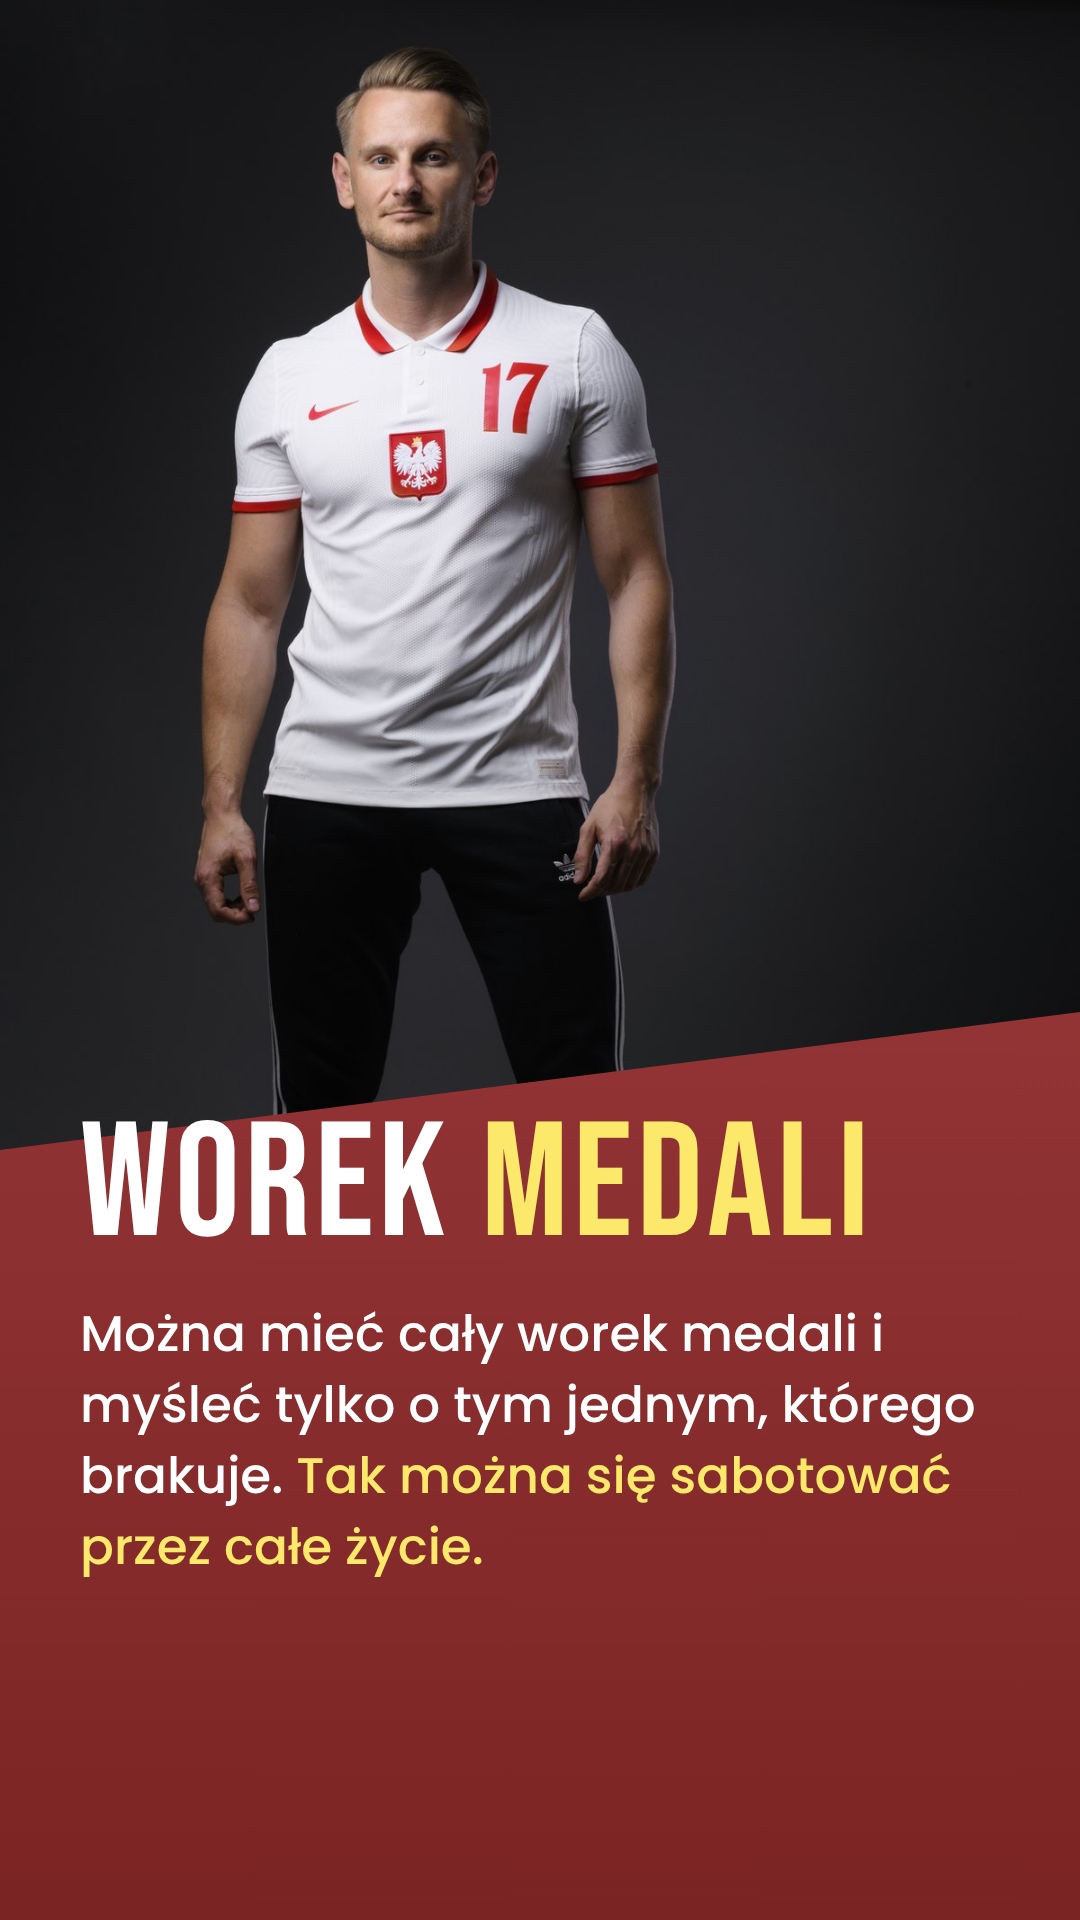 17
adidas
WOREK MEDALI
Można mieć cały worek medali i
myśleć tylko o tym jednym, którego
brakuje. Tak można się sabotować
przez całe życie.